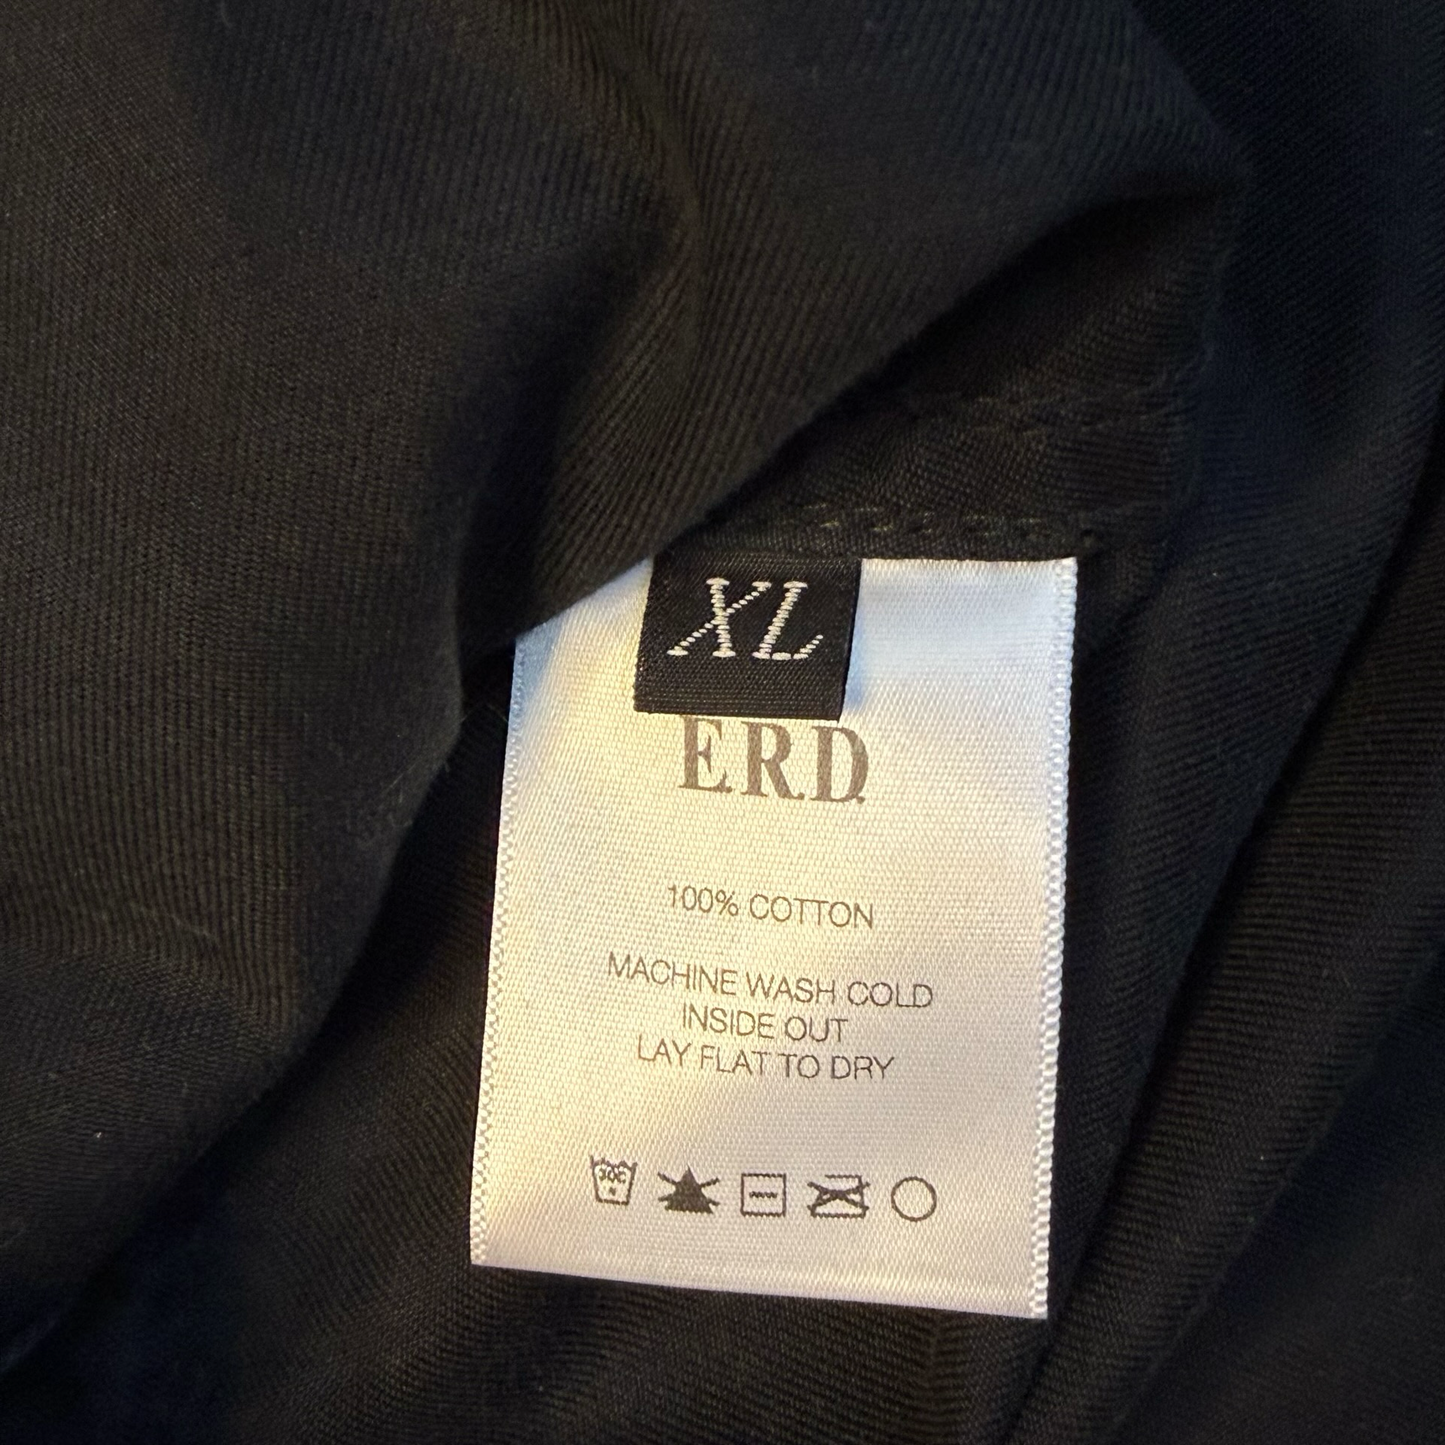 XL
E.R.D.
100% COTTON
MACHINE WASH COLD
INSIDE OUT
LAY FLAT TO DRY